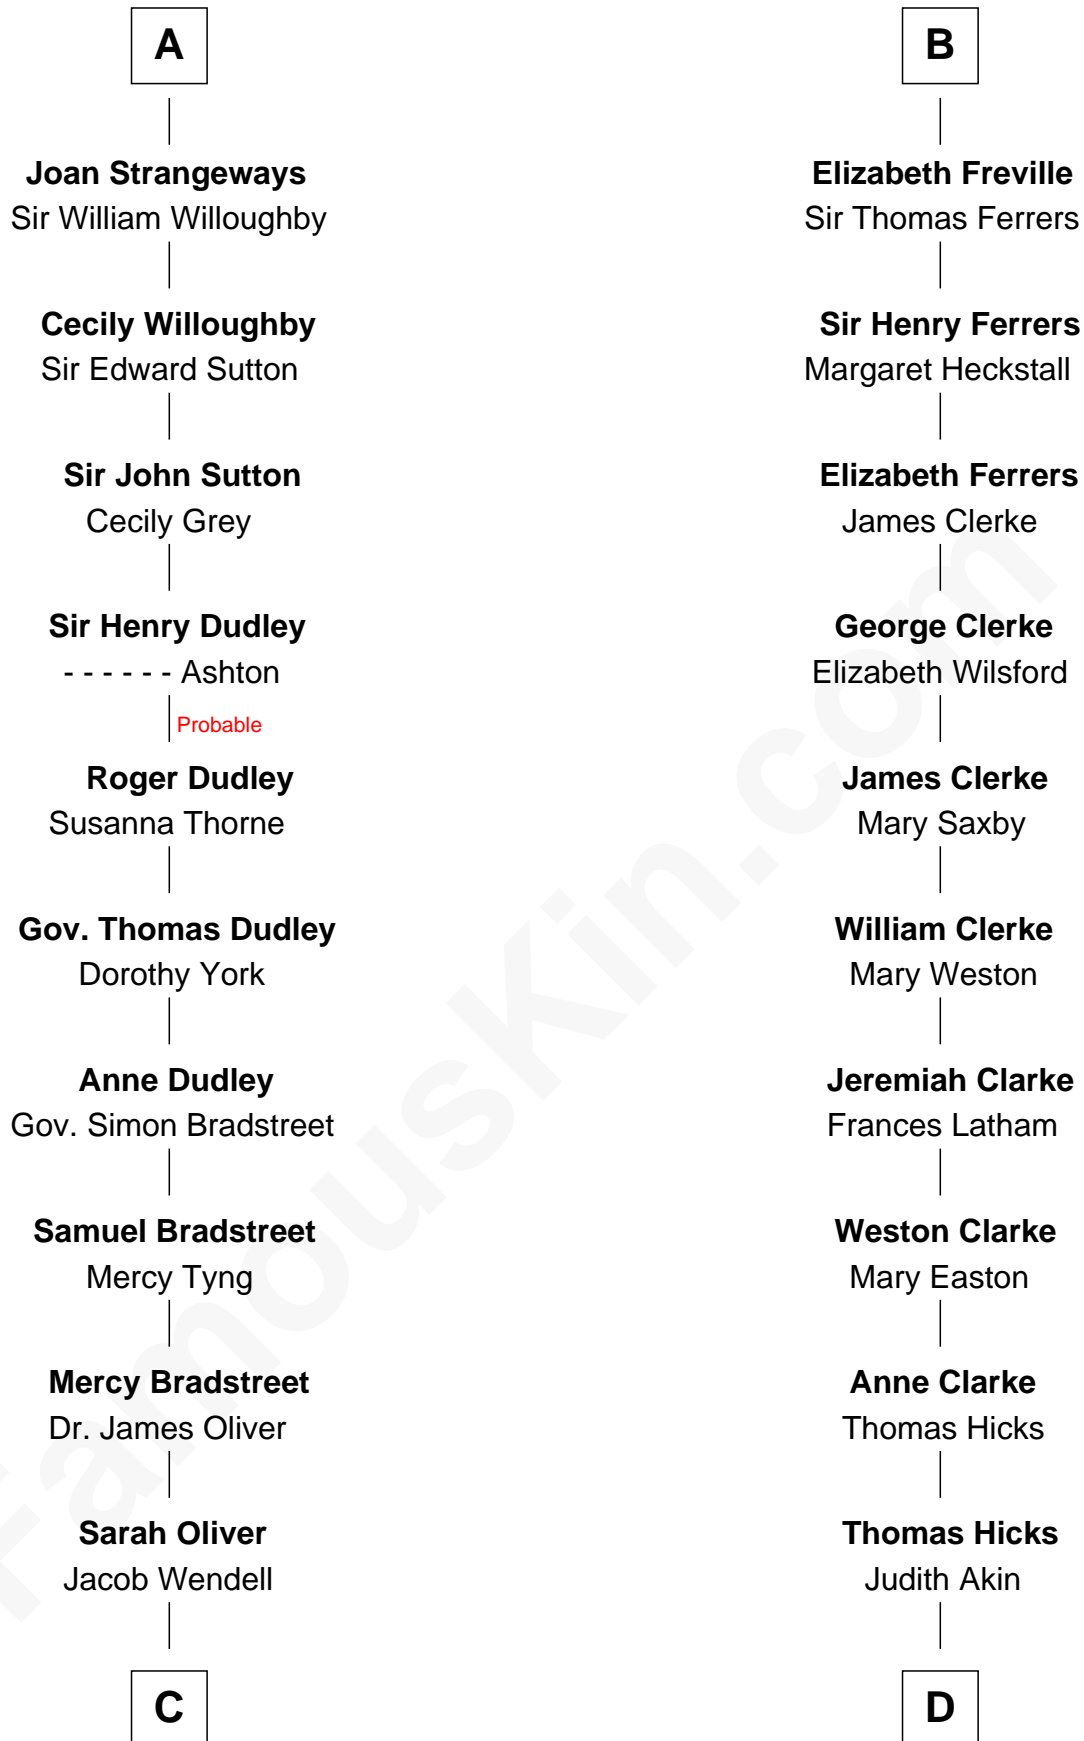 A
Joan Strangeways
Sir William Willoughby
Cecily Willoughby
Sir Edward Sutton
Sir John Sutton
Cecily Grey
Sir Henry Dudley
- - - - - - Ashton
Probable
Roger Dudley
Susanna Thorne
Gov. Thomas Dudley
Dorothy York
Anne Dudley
Gov. Simon Bradstreet
Samuel Bradstreet
Mercy Tyng
Mercy Bradstreet
Dr. James Oliver
Sarah Oliver
Jacob Wendell
C
B
Elizabeth Freville
Sir Thomas Ferrers
Sir Henry Ferrers
Margaret Heckstall
Elizabeth Ferrers
James Clerke
George Clerke
Elizabeth Wilsford
James Clerke
Mary Saxby
William Clerke
Mary Weston
Jeremiah Clarke
Frances Latham
Weston Clarke
Mary Easton
Anne Clarke
Thomas Hicks
Thomas Hicks
Judith Akin
D
FamousKin.com